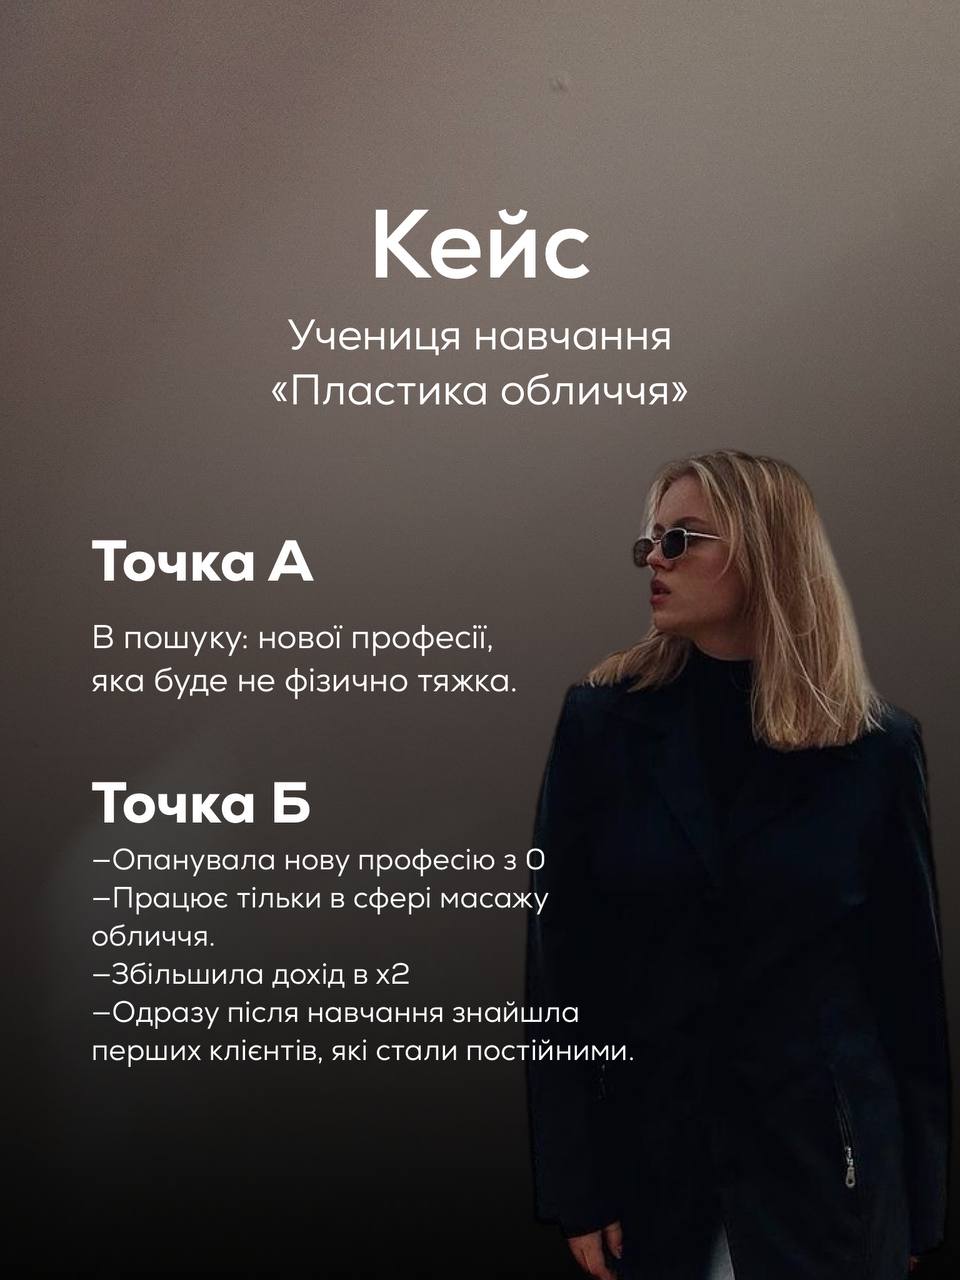 Кейс
Учениця навчання
«Пластика обличчя»
Точка А
В пошуку: нової професії,
яка буде не фізично тяжка.
Точка Б
—Опанувала нову професію з 0
—Працює тільки в сфері масажу
обличчя.
—Збільшила дохід в х2
—Одразу після навчання знайшла
перших клієнтів, які стали постійними.